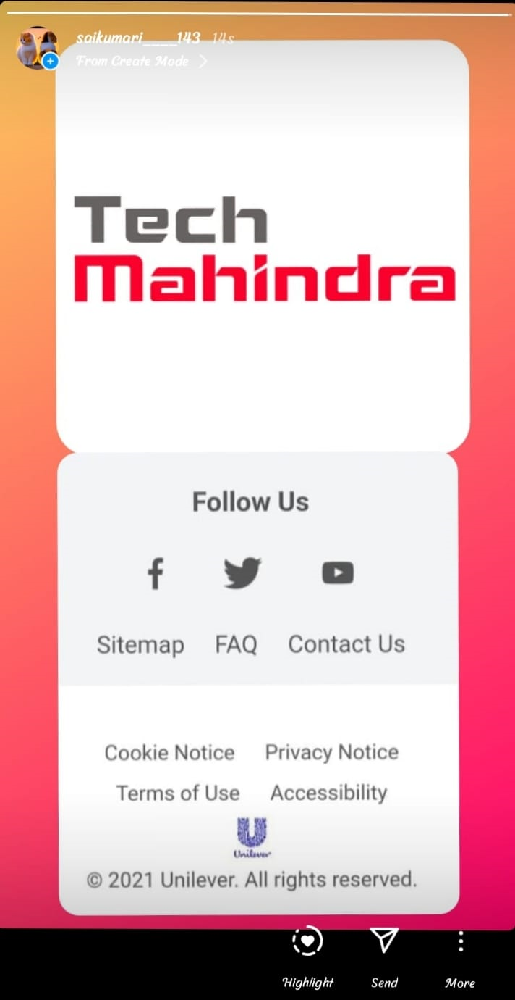 saikumari____143 14s
From Create Mode
Tech
Mahindra
Follow Us
Sitemap FAQ Contact Us
Cookie Notice Privacy Notice
Terms of Use Accessibility
U
Unilever
© 2021 Unilever. All rights reserved.
Highlight Send More